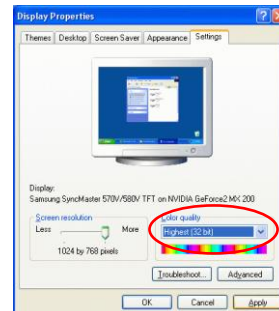 Display Properties
Themes Desktop Screen Saver Appearance Settings
Display:
Samsung SyncMaster 570V/580V TFT on NVIDIA GeForce2 MX 200
Screen resolution
Less More
1024 by 768 pixels
Color quality
Highest (32 bit)
Troubleshoot... Advanced
OK Cancel Apply